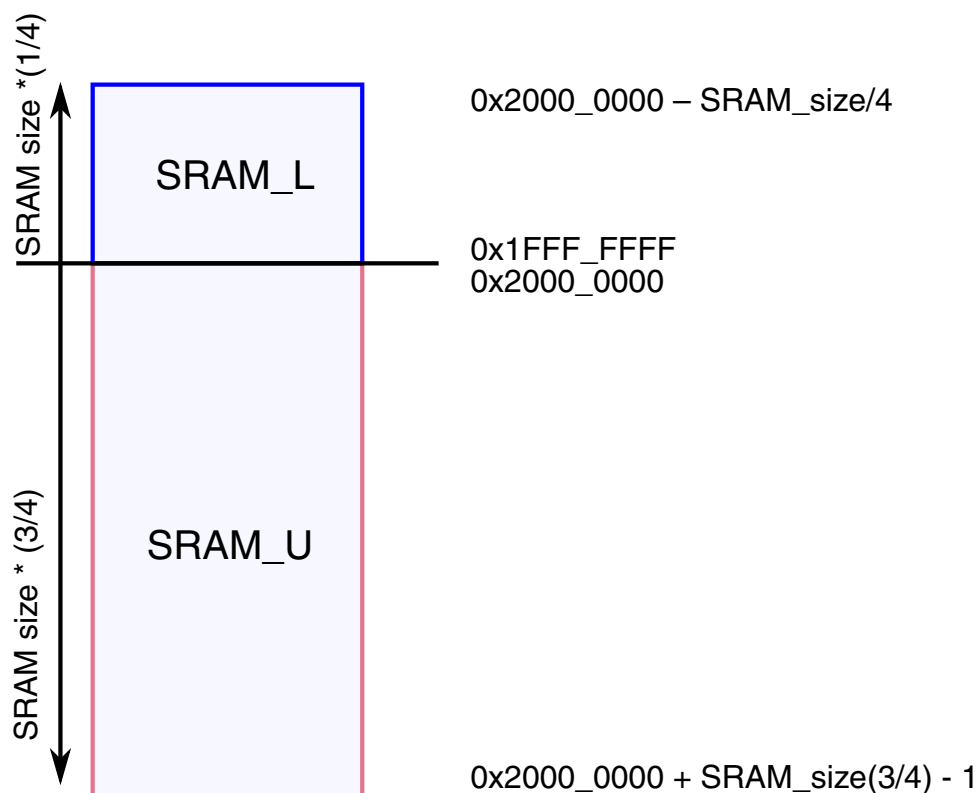 SRAM size *(1/4)
0x2000_0000 – SRAM_size/4
SRAM_L
0x1FFF_FFFF
0x2000_0000
SRAM size * (3/4)
SRAM_U
0x2000_0000 + SRAM_size(3/4) - 1